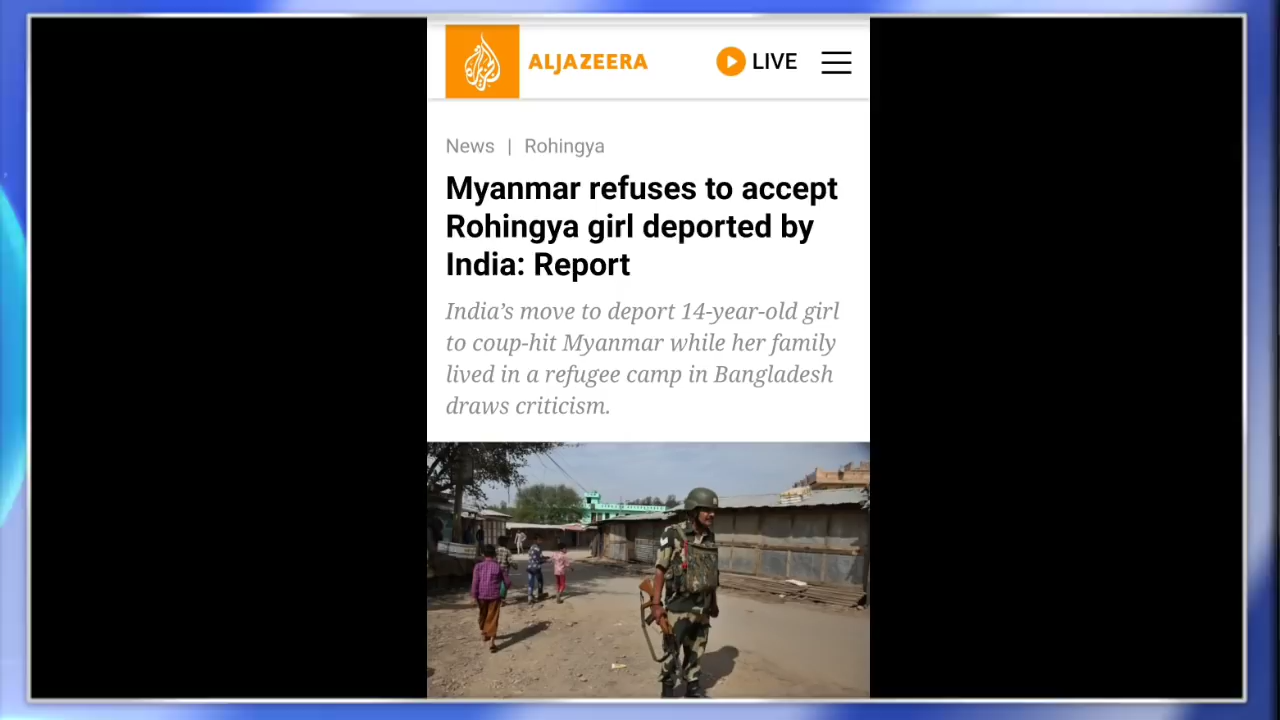 ALJAZEERA
LIVE
News | Rohingya
Myanmar refuses to accept
Rohingya girl deported by
India: Report
India’s move to deport 14-year-old girl
to coup-hit Myanmar while her family
lived in a refugee camp in Bangladesh
draws criticism.